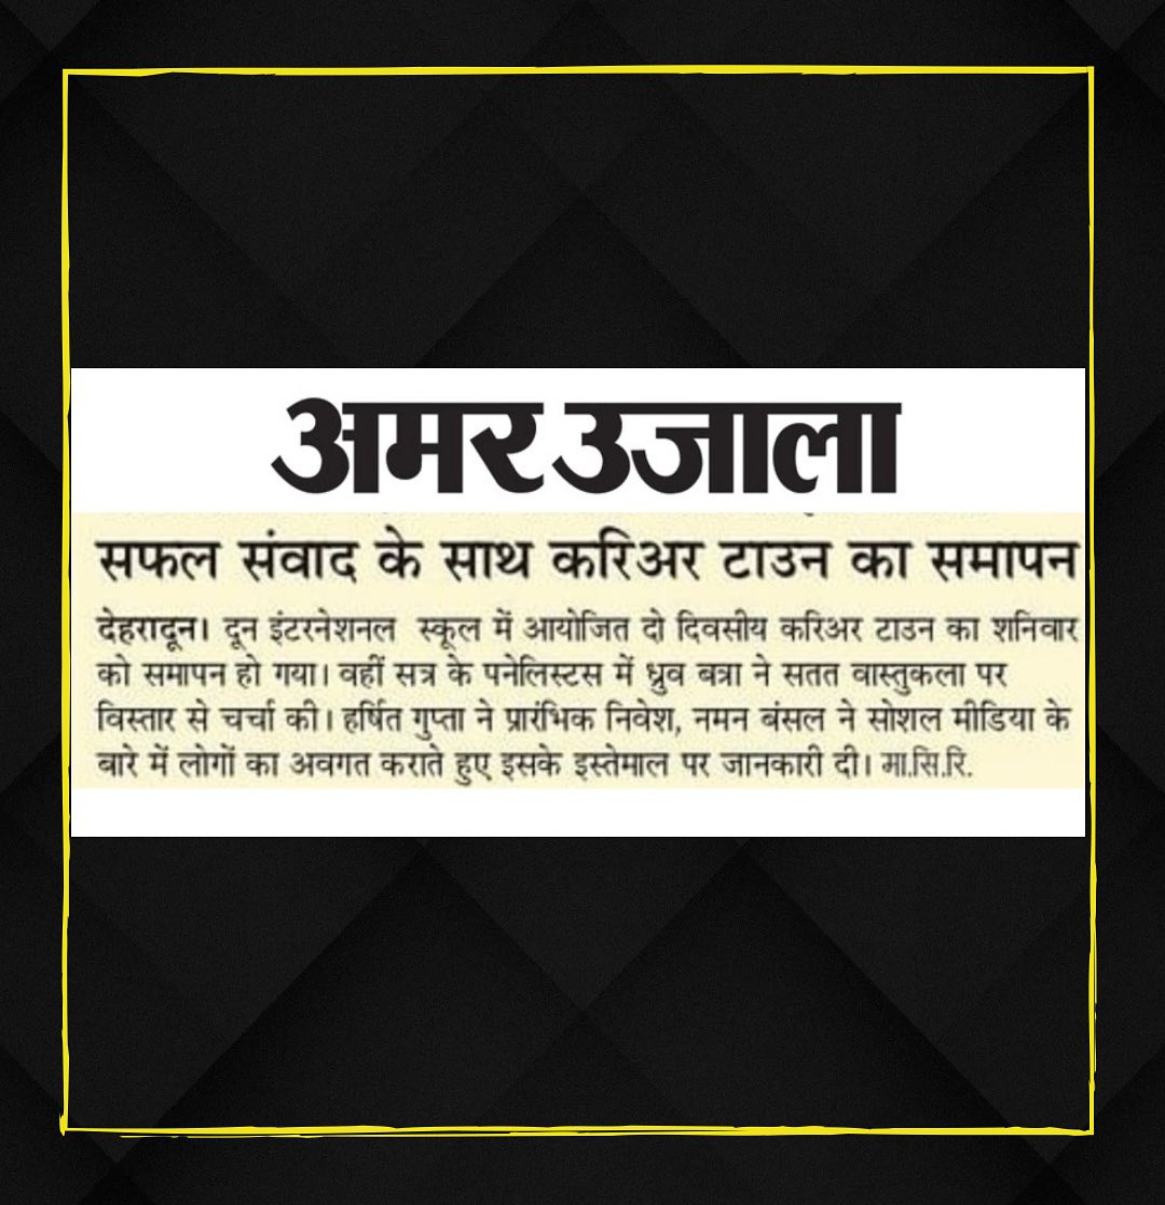 अमर उजाला
सफल संवाद के साथ करिअर टाउन का समापन
देहरादून। दून इंटरनेशनल स्कूल में आयोजित दो दिवसीय करिअर टाउन का शनिवार
को समापन हो गया। वहीं सत्र के पनेलिस्टस में ध्रुव बत्रा ने सतत वास्तुकला पर
विस्तार से चर्चा की। हर्षित गुप्ता ने प्रारंभिक निवेश, नमन बंसल ने सोशल मीडिया के
बारे में लोगों का अवगत कराते हुए इसके इस्तेमाल पर जानकारी दी। मा.सि.रि.